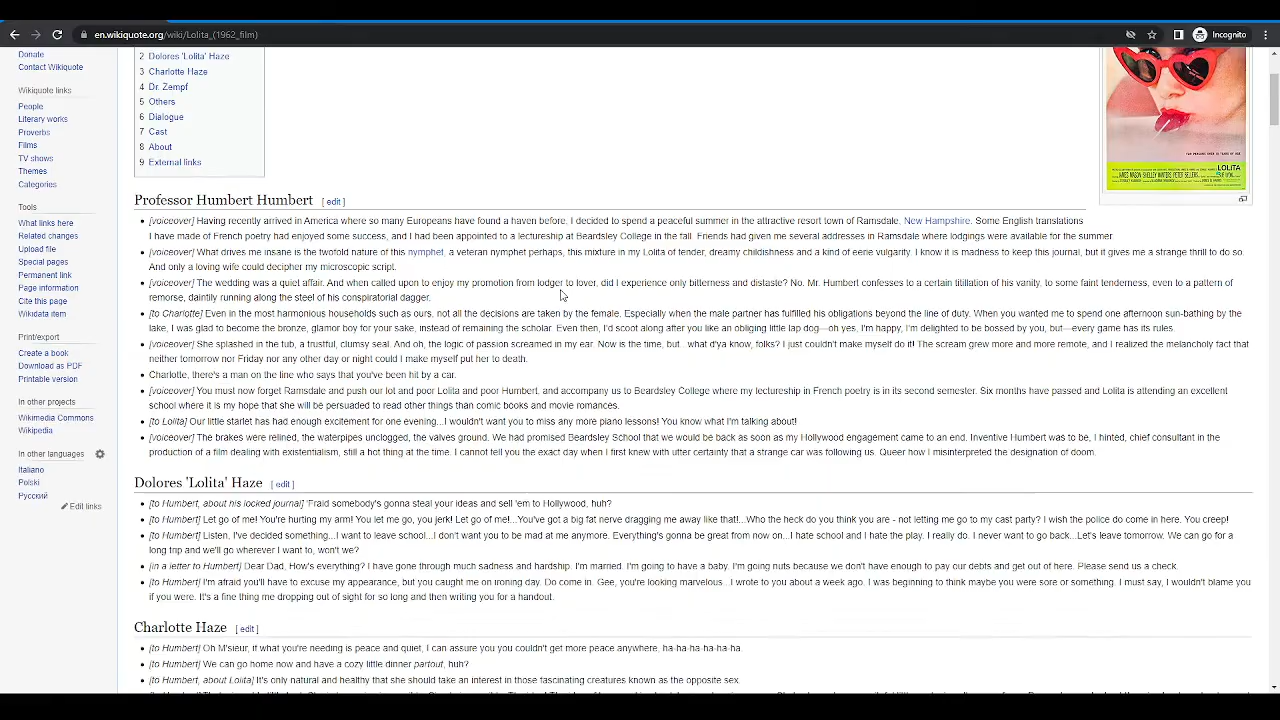 en.wikiquote.org/wiki/Lolita_(1962_film)
Incognito
Donate
Contact Wikiquote
Wikiquote links
People
Literary works
Proverbs
Films
TV shows
Themes
Categories
Tools
What links here
Related changes
Upload file
Special pages
Permanent link
Page information
Cite this page
Wikidata item
Print/export
Create a book
Download as PDF
Printable version
In other projects
Wikimedia Commons
Wikipedia
In other languages
Italiano
Polski
Русский
Edit links
2 Dolores 'Lolita' Haze
3 Charlotte Haze
4 Dr. Zempf
5 Others
6 Dialogue
7 Cast
8 About
9 External links
LOLITA
Professor Humbert Humbert [ edit ]
[voiceover] Having recently arrived in America where so many Europeans have found a haven before, I decided to spend a peaceful summer in the attractive resort town of Ramsdale, New Hampshire. Some English translations
I have made of French poetry had enjoyed some success, and I had been appointed to a lectureship at Beardsley College in the fall. Friends had given me several addresses in Ramsdale where lodgings were available for the summer
[voiceover] What drives me insane is the twofold nature of this nymphet, a veteran nymphet perhaps, this mixture in my Lolita of tender, dreamy childishness and a kind of eerie vulgarity. I know it is madness to keep this journal, but it gives me a strange thrill to do so.
And only a loving wife could decipher my microscopic script.
[voiceover] The wedding was a quiet affair. And when called upon to enjoy my promotion from lodger to lover, did I experience only bitterness and distaste? No. Mr. Humbert confesses to a certain titillation of his vanity, to some faint tenderness, even to a pattern of
remorse, daintily running along the steel of his conspiratorial dagger.
[to Charlotte] Even in the most harmonious households such as ours, not all the decisions are taken by the female. Especially when the male partner has fulfilled his obligations beyond the line of duty. When you wanted me to spend one afternoon sun-bathing by the
lake, I was glad to become the bronze, glamor boy for your sake, instead of remaining the scholar. Even then, I'd scoot along after you like an obliging little lap dog—oh yes, I'm happy, I'm delighted to be bossed by you, but—every game has its rules.
[voiceover] She splashed in the tub, a trustful, clumsy seal. And oh, the logic of passion screamed in my ear. Now is the time, but... what d'ya know, folks? I just couldn't make myself do it! The scream grew more and more remote, and I realized the melancholy fact that
neither tomorrow nor Friday nor any other day or night could I make myself put her to death.
Charlotte, there's a man on the line who says that you've been hit by a car.
[voiceover] You must now forget Ramsdale and push our lot and poor Lolita and poor Humbert, and accompany us to Beardsley College where my lectureship in French poetry is in its second semester. Six months have passed and Lolita is attending an excellent
school where it is my hope that she will be persuaded to read other things than comic books and movie romances.
[to Lolita] Our little starlet has had enough excitement for one evening...I wouldn't want you to miss any more piano lessons! You know what I'm talking about!
[voiceover] The brakes were relined, the waterpipes unclogged, the valves ground. We had promised Beardsley School that we would be back as soon as my Hollywood engagement came to an end. Inventive Humbert was to be, I hinted, chief consultant in the
production of a film dealing with existentialism, still a hot thing at the time. I cannot tell you the exact day when I first knew with utter certainty that a strange car was following us. Queer how I misinterpreted the designation of doom.
Dolores 'Lolita' Haze [ edit ]
[to Humbert, about his locked journal] 'Fraid somebody's gonna steal your ideas and sell 'em to Hollywood, huh?
[to Humbert] Let go of me! You're hurting my arm! You let me go, you jerk! Let go of me!...You've got a big fat nerve dragging me away like that!...Who the heck do you think you are - not letting me go to my cast party? I wish the police do come in here. You creep!
[to Humbert] Listen, I've decided something...I want to leave school...I don't want you to be mad at me anymore. Everything's gonna be great from now on...I hate school and I hate the play. I really do. I never want to go back...Let's leave tomorrow. We can go for a
long trip and we'll go wherever I want to, won't we?
[in a letter to Humbert] Dear Dad, How's everything? I have gone through much sadness and hardship. I'm married. I'm going to have a baby. I'm going nuts because we don't have enough to pay our debts and get out of here. Please send us a check.
[to Humbert] I'm afraid you'll have to excuse my appearance, but you caught me on ironing day. Do come in. Gee, you're looking marvelous...I wrote to you about a week ago. I was beginning to think maybe you were sore or something. I must say, I wouldn't blame you
if you were. It's a fine thing me dropping out of sight for so long and then writing you for a handout.
Charlotte Haze [ edit ]
[to Humbert] Oh M'sieur, if what you're needing is peace and quiet, I can assure you you couldn't get more peace anywhere, ha-ha-ha-ha-ha-ha.
[to Humbert] We can go home now and have a cozy little dinner partout, huh?
[to Humbert, about Lolita] It's only natural and healthy that she should take an interest in those fascinating creatures known as the opposite sex.